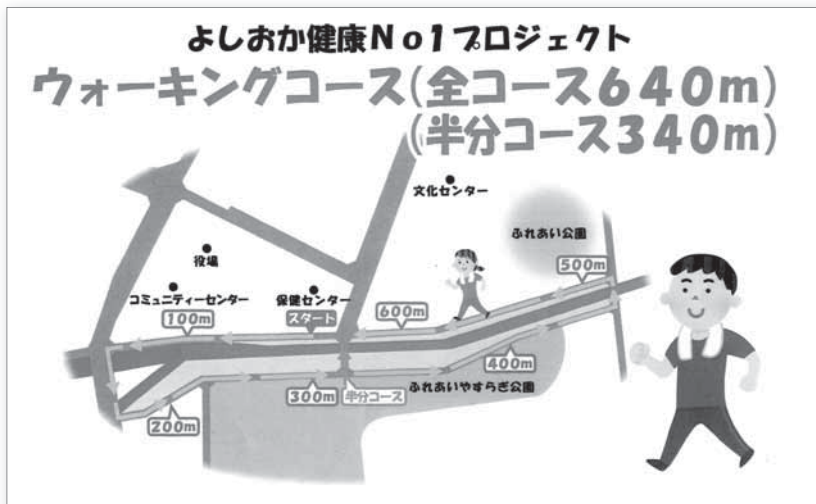 よしおか健康No1プロジェクト
ウォーキングコース(全コース640m)
(半分コース340m)
文化センター
ふれあい公園
役場
500m
コミュニティーセンター
保健センター
100m
スタート
600m
400m
300m
半分コース
ふれあいやすらぎ公園
200m